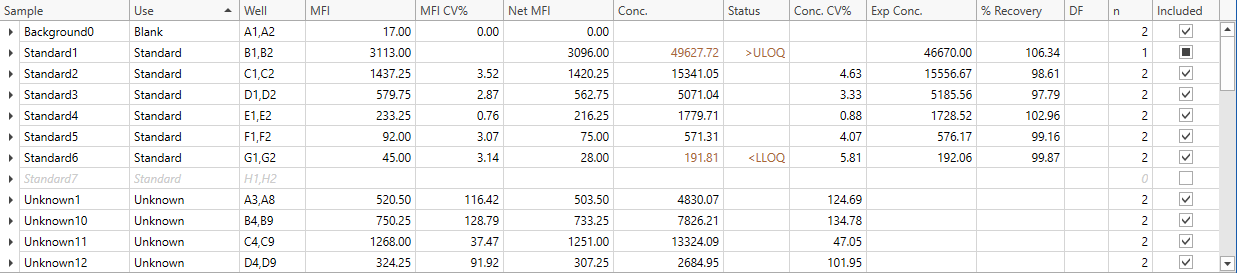 Sample Use Well MFI MFI CV% Net MFI Conc. Status Conc. CV% Exp Conc. % Recovery DF n Included
Background0 Blank A1,A2 17.00 0.00 0.00 2
Standard1 Standard B1,B2 3113.00 3096.00 49627.72 >ULOQ 46670.00 106.34 1
Standard2 Standard C1,C2 1437.25 3.52 1420.25 15341.05 4.63 15556.67 98.61 2
Standard3 Standard D1,D2 579.75 2.87 562.75 5071.04 3.33 5185.56 97.79 2
Standard4 Standard E1,E2 233.25 0.76 216.25 1779.71 0.88 1728.52 102.96 2
Standard5 Standard F1,F2 92.00 3.07 75.00 571.31 4.07 576.17 99.16 2
Standard6 Standard G1,G2 45.00 3.14 28.00 191.81 <LLOQ 5.81 192.06 99.87 2
Standard7 Standard H1,H2 0
Unknown1 Unknown A3,A8 520.50 116.42 503.50 4830.07 124.69 2
Unknown10 Unknown B4,B9 750.25 128.79 733.25 7826.21 134.78 2
Unknown11 Unknown C4,C9 1268.00 37.47 1251.00 13324.09 47.05 2
Unknown12 Unknown D4,D9 324.25 91.92 307.25 2684.95 101.95 2